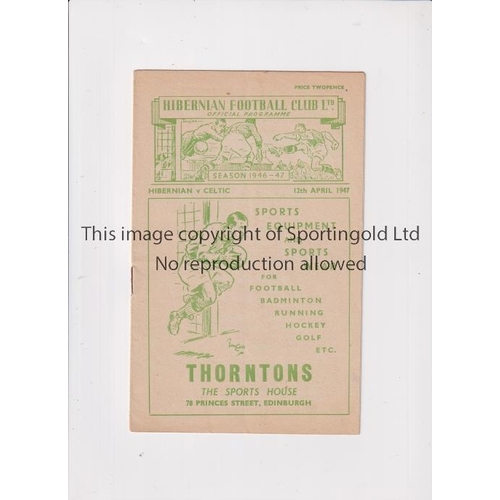 PRICE TWOPENCE
HIBERNIAN FOOTBALL CLUB LTD
OFFICIAL PROGRAMME
SEASON 1946-47
HIBERNIAN v CELTIC 12th APRIL 1947
SPORTS
EQUIPMENT
This image copyright of Sportingold Ltd
SPORTS
No reproduction allowed
FOR
FOOTBALL
BADMINTON
RUNNING
HOCKEY
GOLF
ETC.
THORNTONS
THE SPORTS HOUSE
78 PRINCES STREET, EDINBURGH